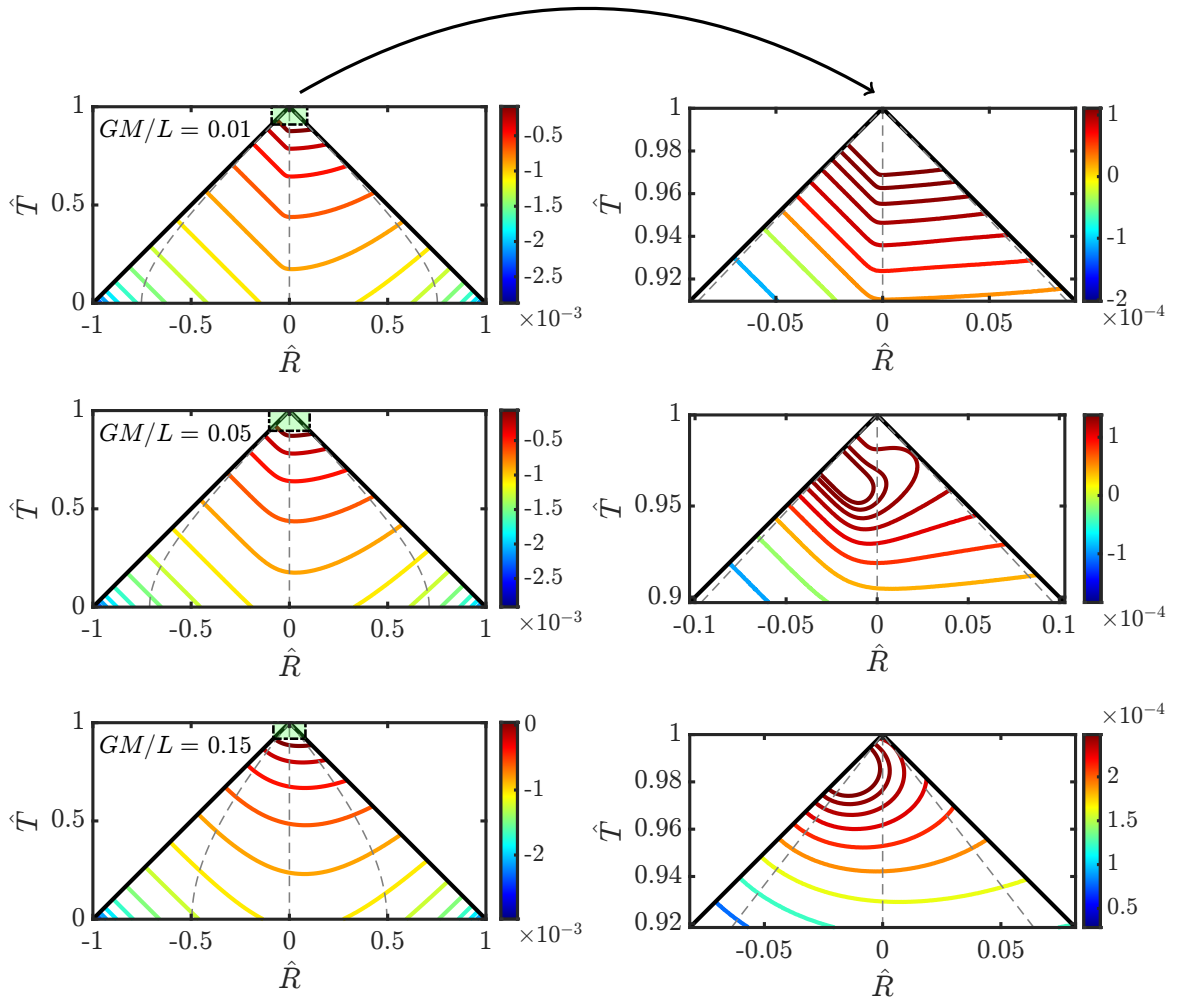 GM/L = 0.01
T̂
1
0.5
0
-1 -0.5 0 0.5 1
R̂
-0.5
-1
-1.5
-2
-2.5
×10⁻³
T̂
1
0.98
0.96
0.94
0.92
-0.05 0 0.05
R̂
1
0
-1
-2
×10⁻⁴
GM/L = 0.05
T̂
1
0.5
0
-1 -0.5 0 0.5 1
R̂
-0.5
-1
-1.5
-2
-2.5
×10⁻³
T̂
1
0.95
0.9
-0.1 -0.05 0 0.05 0.1
R̂
1
0
-1
×10⁻⁴
GM/L = 0.15
T̂
1
0.5
0
-1 -0.5 0 0.5 1
R̂
0
-1
-2
×10⁻³
T̂
1
0.98
0.96
0.94
0.92
-0.05 0 0.05
R̂
×10⁻⁴
2
1.5
1
0.5